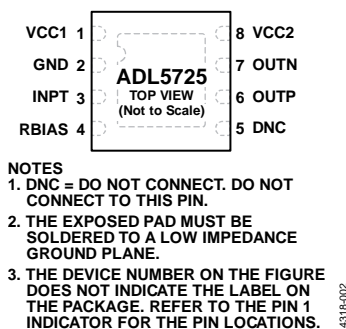 VCC1 1
GND 2
INPT 3
RBIAS 4
ADL5725
TOP VIEW
(Not to Scale)
8 VCC2
7 OUTN
6 OUTP
5 DNC
NOTES
1. DNC = DO NOT CONNECT. DO NOT
CONNECT TO THIS PIN.
2. THE EXPOSED PAD MUST BE
SOLDERED TO A LOW IMPEDANCE
GROUND PLANE.
3. THE DEVICE NUMBER ON THE FIGURE
DOES NOT INDICATE THE LABEL ON
THE PACKAGE. REFER TO THE PIN 1
INDICATOR FOR THE PIN LOCATIONS.
4318-002